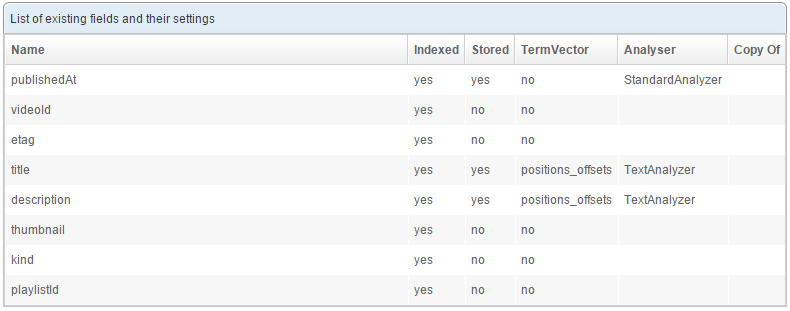 List of existing fields and their settings
Name Indexed Stored TermVector Analyser Copy Of
publishedAt yes yes no StandardAnalyzer
videoId yes no no
etag yes no no
title yes yes positions_offsets TextAnalyzer
description yes yes positions_offsets TextAnalyzer
thumbnail yes no no
kind yes no no
playlistId yes no no